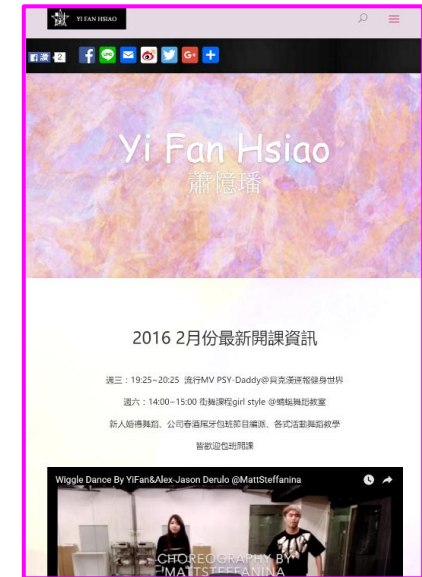 YI FAN HSIAO
Yi Fan Hsiao
蕭憶璠
2016 2月份最新開課資訊
週三：19:25~20:25 流行MV PSY-Daddy@貝克漢運報健身世界
週六：14:00~15:00 街舞課程girl style @蜻蜓舞蹈教室
新人婚禮舞蹈、公司春酒尾牙包班節目編派、各式活動舞蹈教學
皆歡迎包班開課
Wiggle Dance By YiFan&Alex-Jason Derulo @MattSteffanina
CHOREOGRAPHY BY
MATTSTEFFANINA